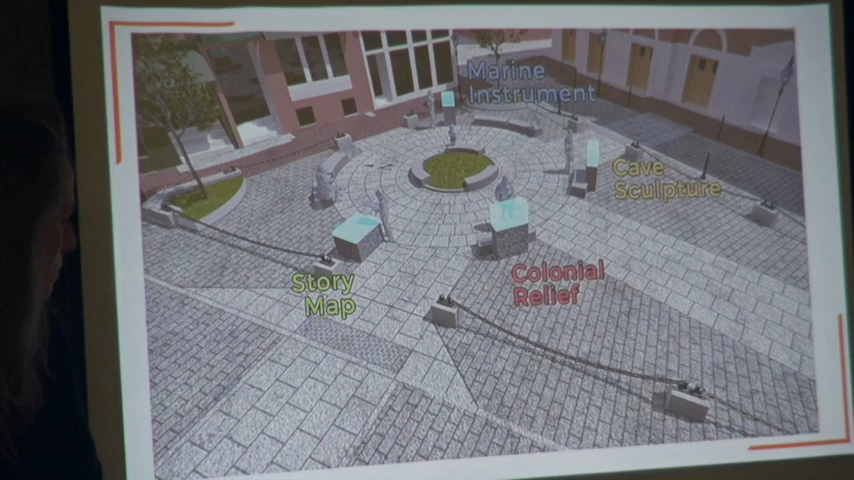 Marine
Instrument
Cave
Sculpture
Story
Map
Colonial
Relief